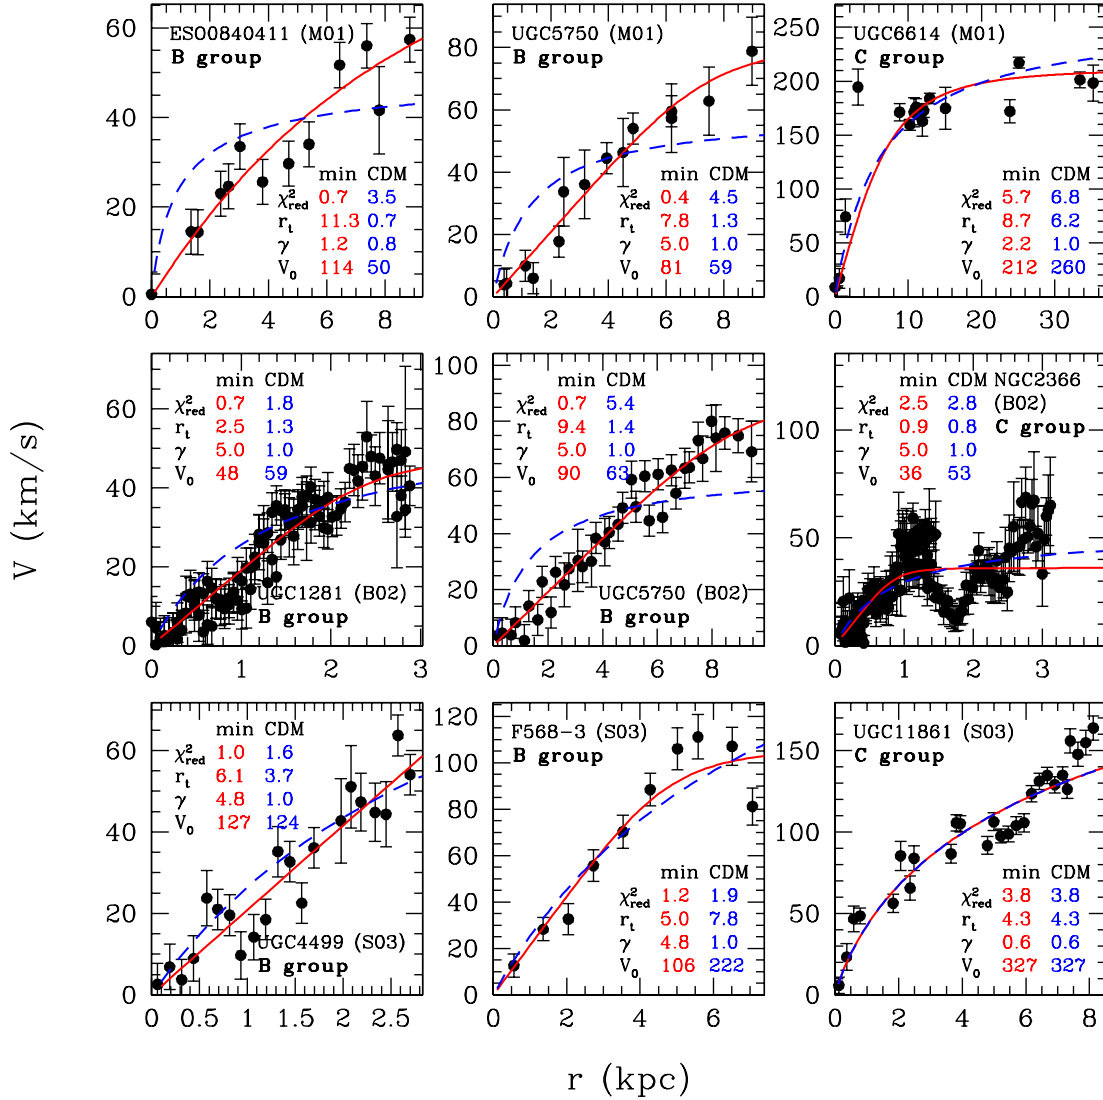 V (km/s)
ESO0840411 (M01)
B group
min CDM
χ²red 0.7 3.5
rt 11.3 0.7
γ 1.2 0.8
V0 114 50
0 20 40 60
0 2 4 6 8
UGC5750 (M01)
B group
min CDM
χ²red 0.4 4.5
rt 7.8 1.3
γ 5.0 1.0
V0 81 59
0 20 40 60 80
0 2 4 6 8
UGC6614 (M01)
C group
min CDM
χ²red 5.7 6.8
rt 8.7 6.2
γ 2.2 1.0
V0 212 260
0 50 100 150 200 250
0 10 20 30
min CDM
χ²red 0.7 1.8
rt 2.5 1.3
γ 5.0 1.0
V0 48 59
UGC1281 (B02)
B group
0 20 40 60
0 1 2 3
min CDM
χ²red 0.7 5.4
rt 9.4 1.4
γ 5.0 1.0
V0 90 63
UGC5750 (B02)
B group
0 20 40 60 80 100
0 2 4 6 8
min CDM NGC2366
χ²red 2.5 2.8 (B02)
rt 0.9 0.8 C group
γ 5.0 1.0
V0 36 53
0 50 100
0 1 2 3
min CDM
χ²red 1.0 1.6
rt 6.1 3.7
γ 4.8 1.0
V0 127 124
UGC4499 (S03)
B group
0 20 40 60
0 0.5 1 1.5 2 2.5
F568-3 (S03)
B group
min CDM
χ²red 1.2 1.9
rt 5.0 7.8
γ 4.8 1.0
V0 106 222
0 20 40 60 80 100 120
0 2 4 6
UGC11861 (S03)
C group
min CDM
χ²red 3.8 3.8
rt 4.3 4.3
γ 0.6 0.6
V0 327 327
0 50 100 150
0 2 4 6 8
r (kpc)